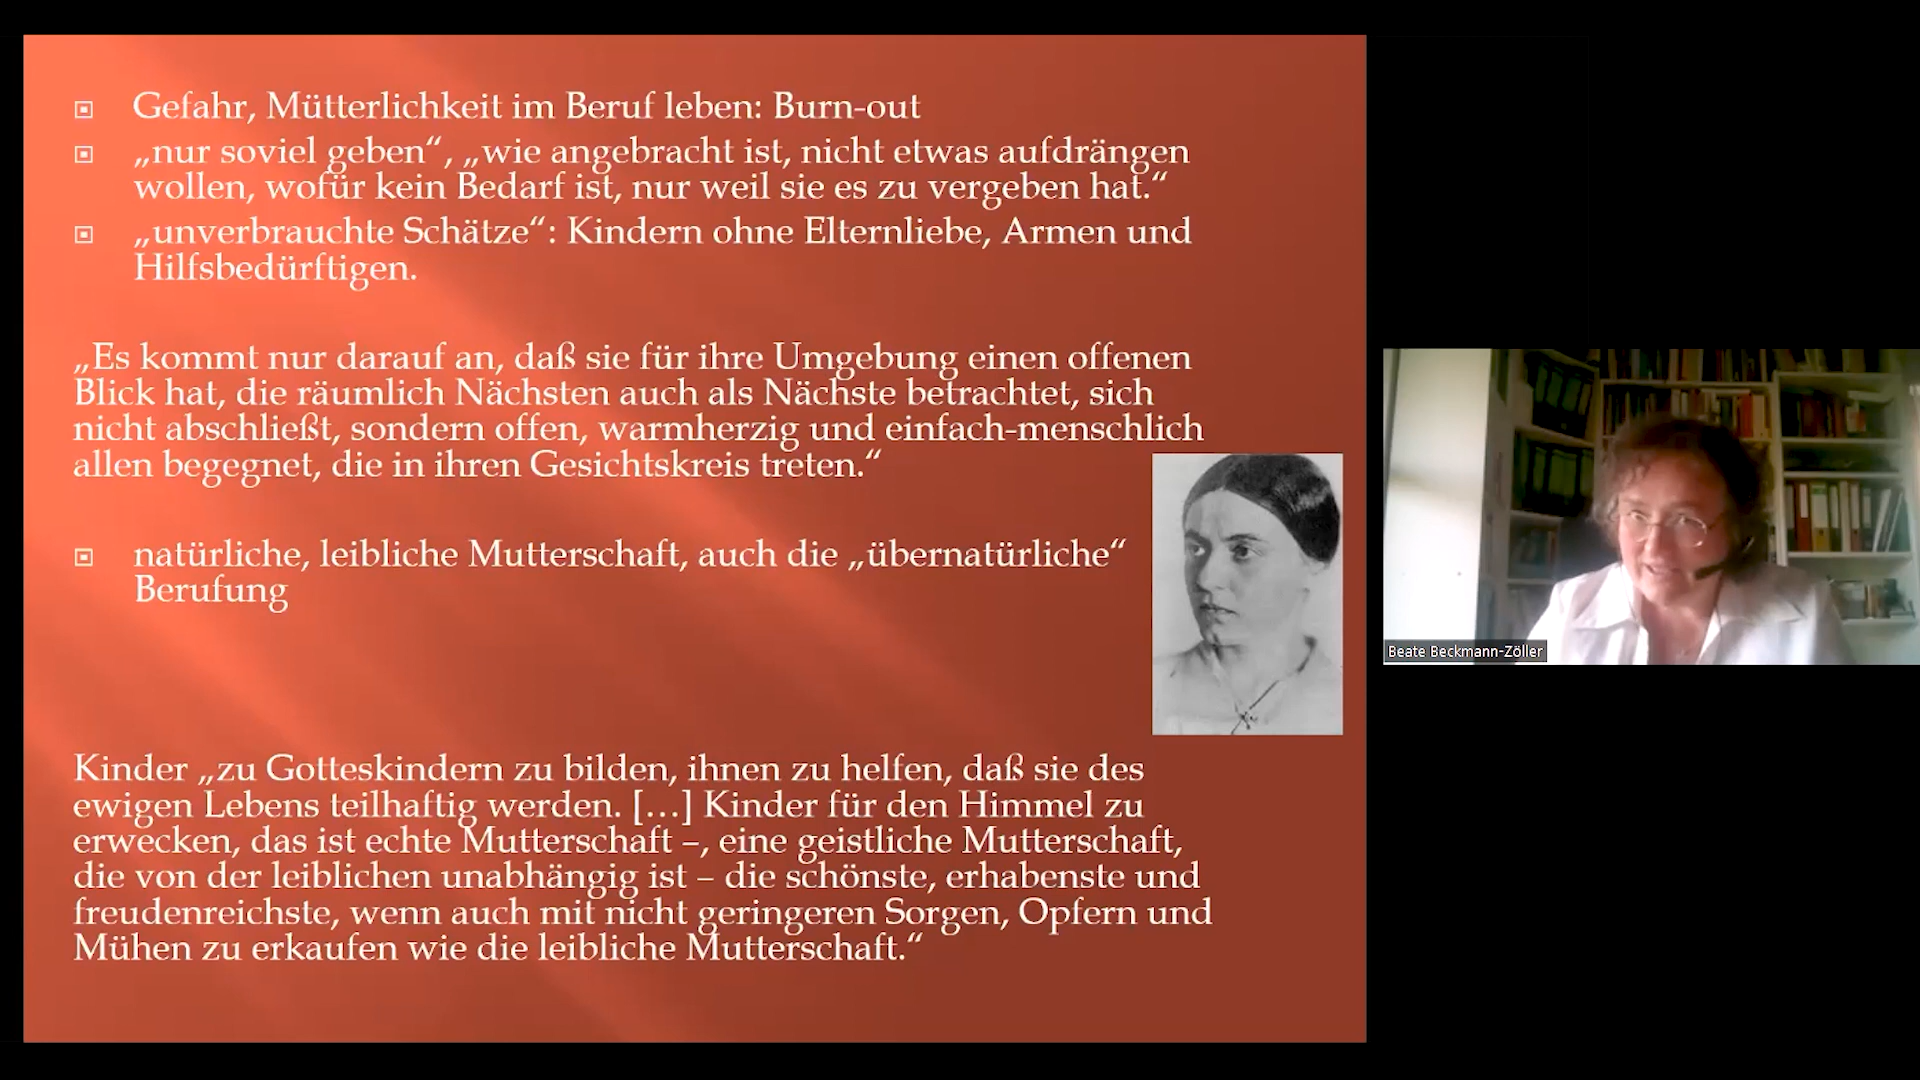 Gefahr, Mütterlichkeit im Beruf leben: Burn-out
„nur soviel geben“, „wie angebracht ist, nicht etwas aufdrängen
wollen, wofür kein Bedarf ist, nur weil sie es zu vergeben hat.“
„unverbrauchte Schätze“: Kindern ohne Elternliebe, Armen und
Hilfsbedürftigen.
„Es kommt nur darauf an, daß sie für ihre Umgebung einen offenen
Blick hat, die räumlich Nächsten auch als Nächste betrachtet, sich
nicht abschließt, sondern offen, warmherzig und einfach-menschlich
allen begegnet, die in ihren Gesichtskreis treten.“
natürliche, leibliche Mutterschaft, auch die „übernatürliche“
Berufung
Kinder „zu Gotteskindern zu bilden, ihnen zu helfen, daß sie des
ewigen Lebens teilhaftig werden. […] Kinder für den Himmel zu
erwecken, das ist echte Mutterschaft –, eine geistliche Mutterschaft,
die von der leiblichen unabhängig ist – die schönste, erhabenste und
freudenreichste, wenn auch mit nicht geringeren Sorgen, Opfern und
Mühen zu erkaufen wie die leibliche Mutterschaft.“
Beate Beckmann-Zöller